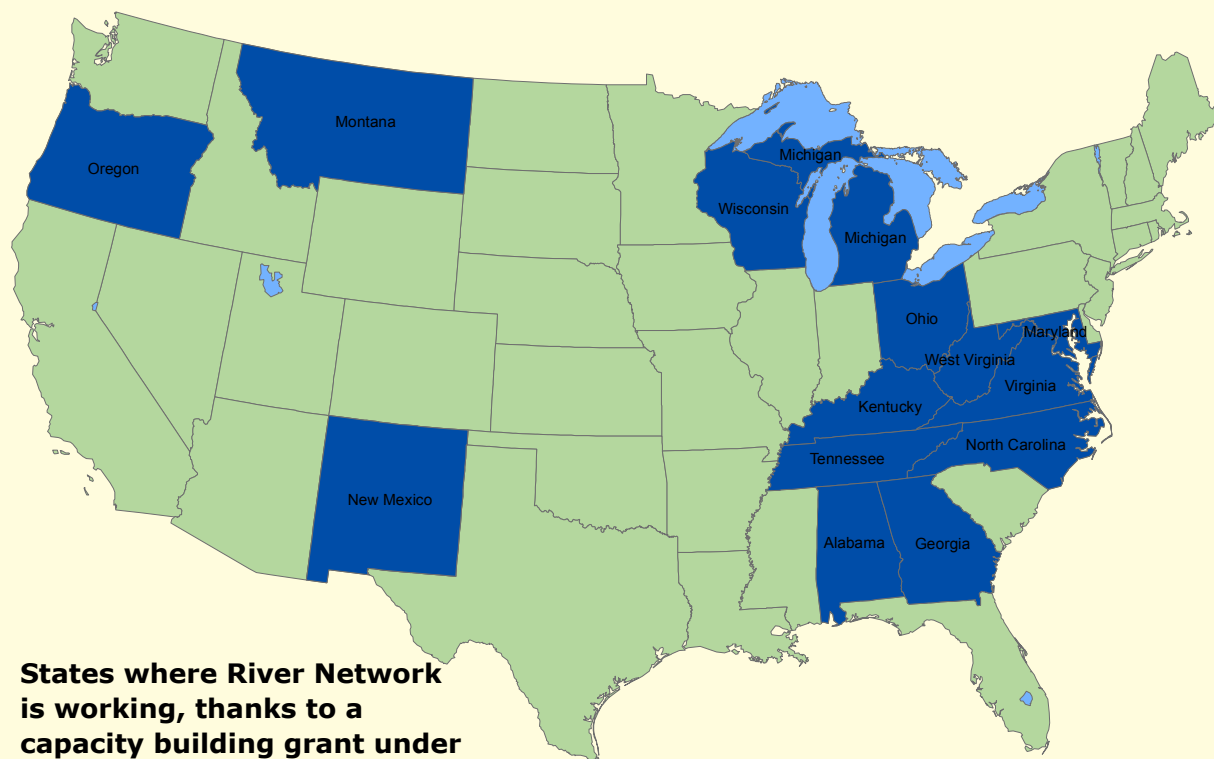 Montana
Oregon
Michigan
Wisconsin
Michigan
Ohio
Maryland
West Virginia
Virginia
Kentucky
North Carolina
Tennessee
New Mexico
Alabama
Georgia
States where River Network
is working, thanks to a
capacity building grant under